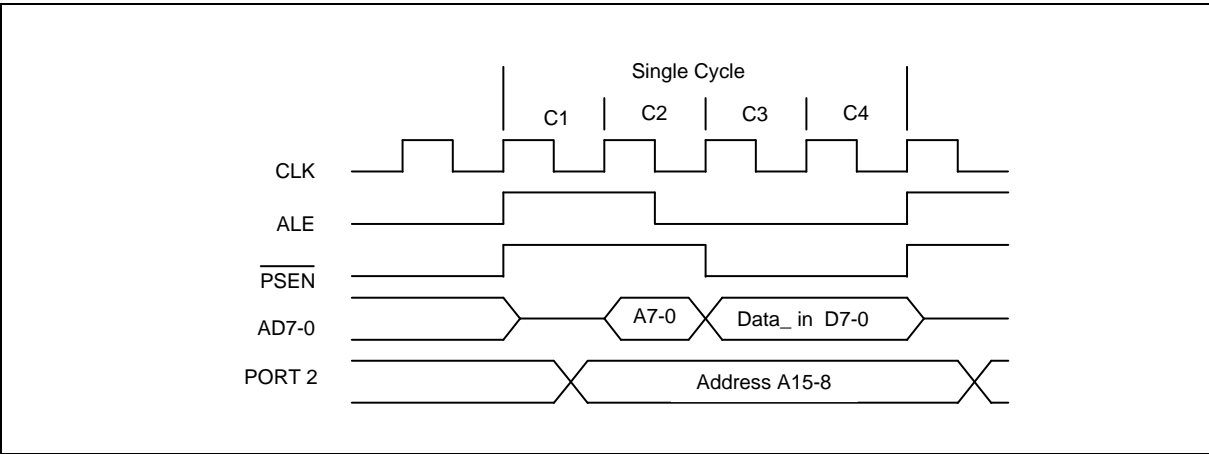 Single Cycle
C1 C2 C3 C4
CLK
ALE
PSEN
AD7-0 A7-0 Data_ in D7-0
PORT 2 Address A15-8